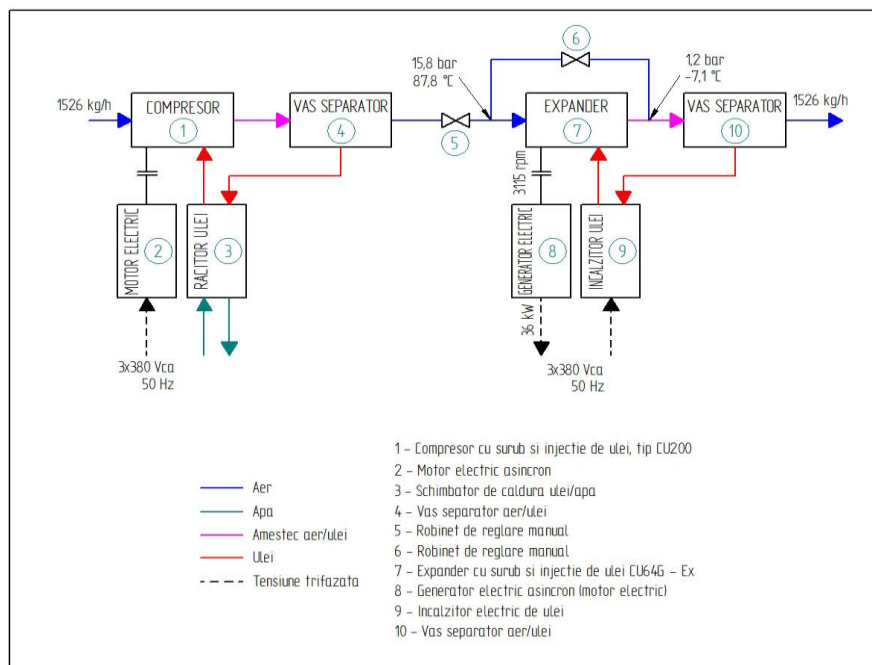 6
15,8 bar
87,8 °C
1,2 bar
-7,1 °C
1526 kg/h
COMPRESOR
1
VAS SEPARATOR
4
5
EXPANDER
7
VAS SEPARATOR
10
1526 kg/h
3115 rpm
MOTOR ELECTRIC
2
RACITOR ULEI
3
GENERATOR ELECTRIC
8
INCALZITOR ULEI
9
36 kW
3x380 Vca
50 Hz
3x380 Vca
50 Hz
Aer
Apa
Amestec aer/ulei
Ulei
Tensiune trifazata
1 - Compresor cu surub si injectie de ulei, tip CU200
2 - Motor electric asincron
3 - Schimbator de caldura ulei/apa
4 - Vas separator aer/ulei
5 - Robinet de reglare manual
6 - Robinet de reglare manual
7 - Expander cu surub si injectie de ulei CU64G - Ex
8 - Generator electric asincron (motor electric)
9 - Incalzitor electric de ulei
10 - Vas separator aer/ulei